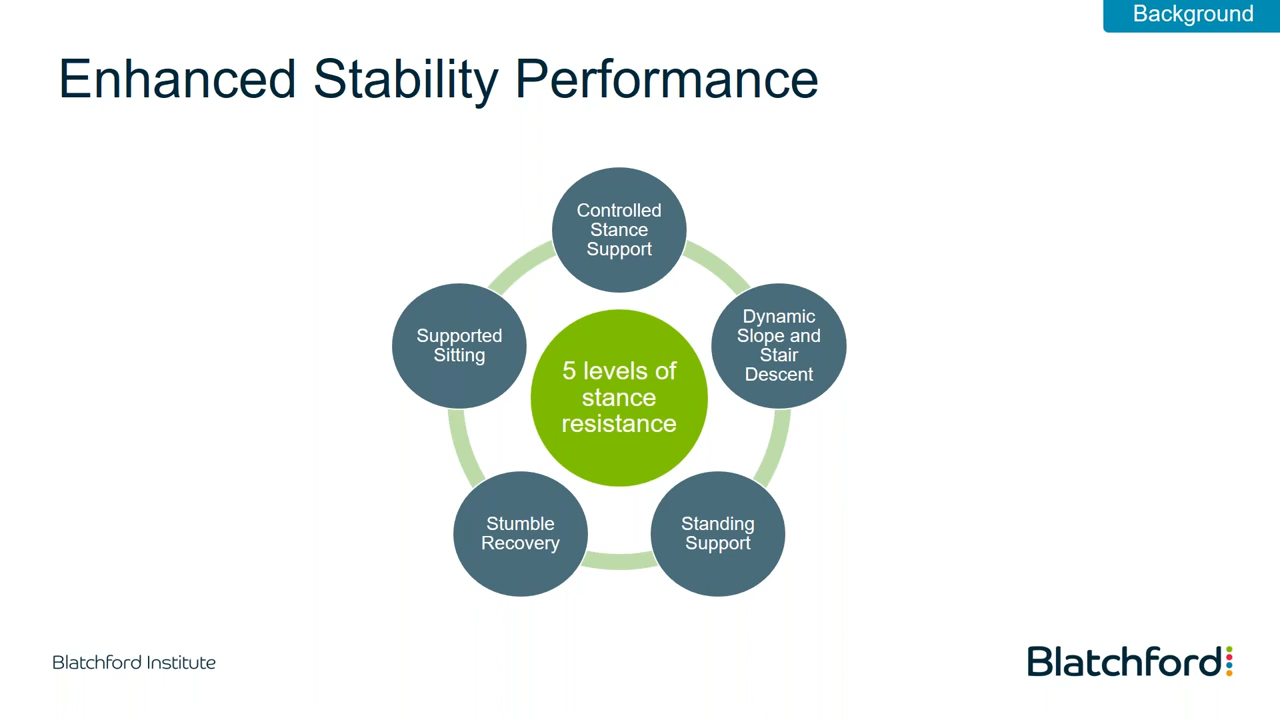 Background
Enhanced Stability Performance
Controlled
Stance
Support
Dynamic
Slope and
Stair
Descent
Standing
Support
Stumble
Recovery
Supported
Sitting
5 levels of
stance
resistance
Blatchford Institute
Blatchford